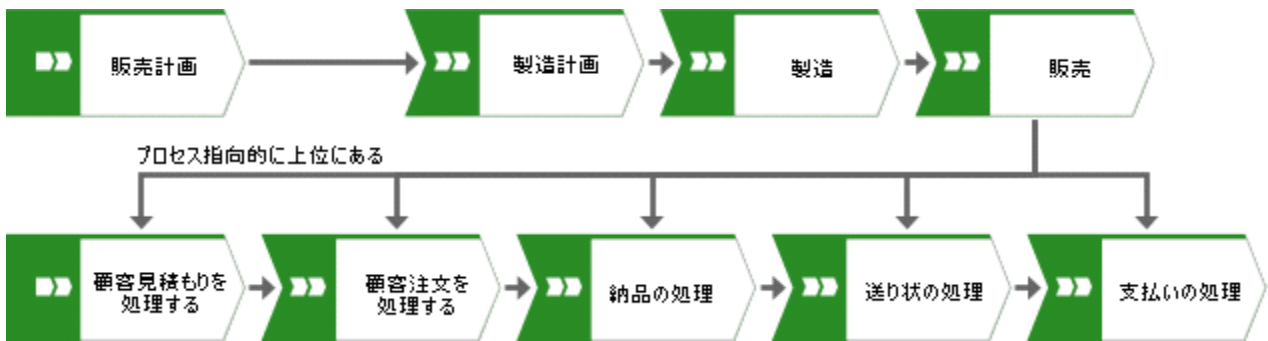 販売計画
製造計画
製造
販売
プロセス指向的に上位にある
顧客見積もりを
処理する
顧客注文を
処理する
納品の処理
送り状の処理
支払いの処理